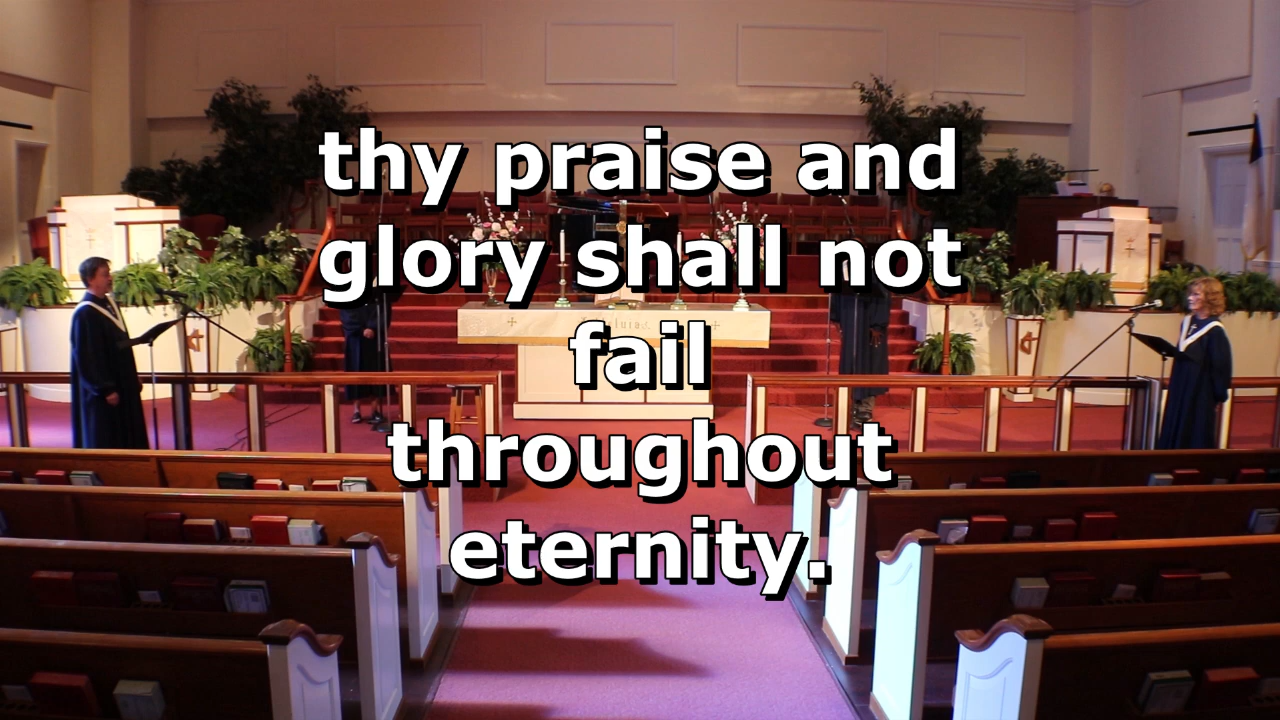 thy praise and
glory shall not
fail
throughout
eternity.